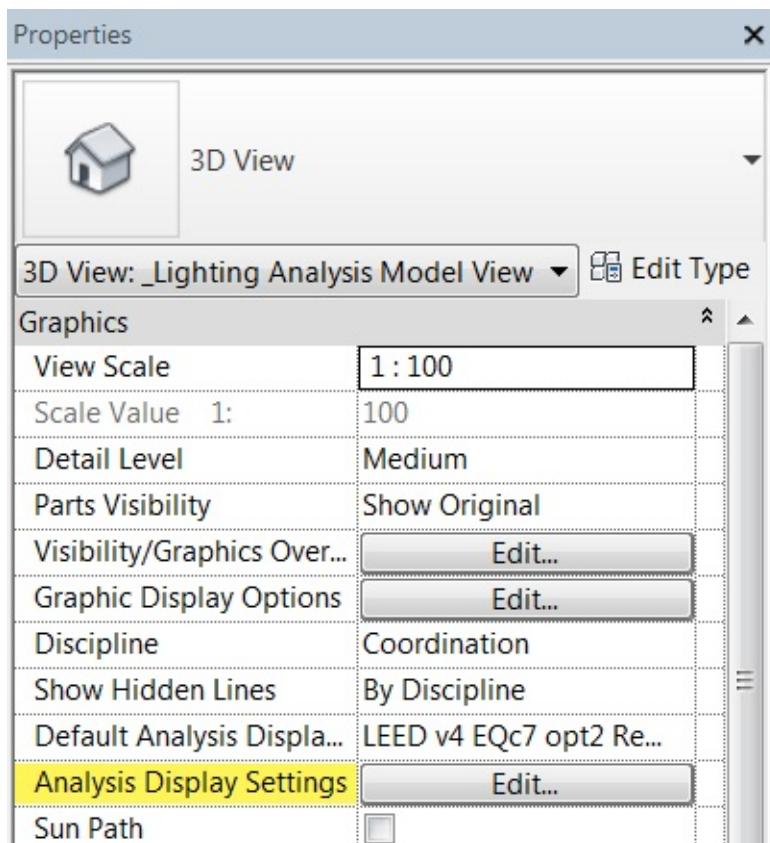 Properties
3D View
3D View: _Lighting Analysis Model View Edit Type
Graphics
View Scale 1 : 100
Scale Value 1: 100
Detail Level Medium
Parts Visibility Show Original
Visibility/Graphics Over... Edit...
Graphic Display Options Edit...
Discipline Coordination
Show Hidden Lines By Discipline
Default Analysis Displa... LEED v4 EQc7 opt2 Re...
Analysis Display Settings Edit...
Sun Path